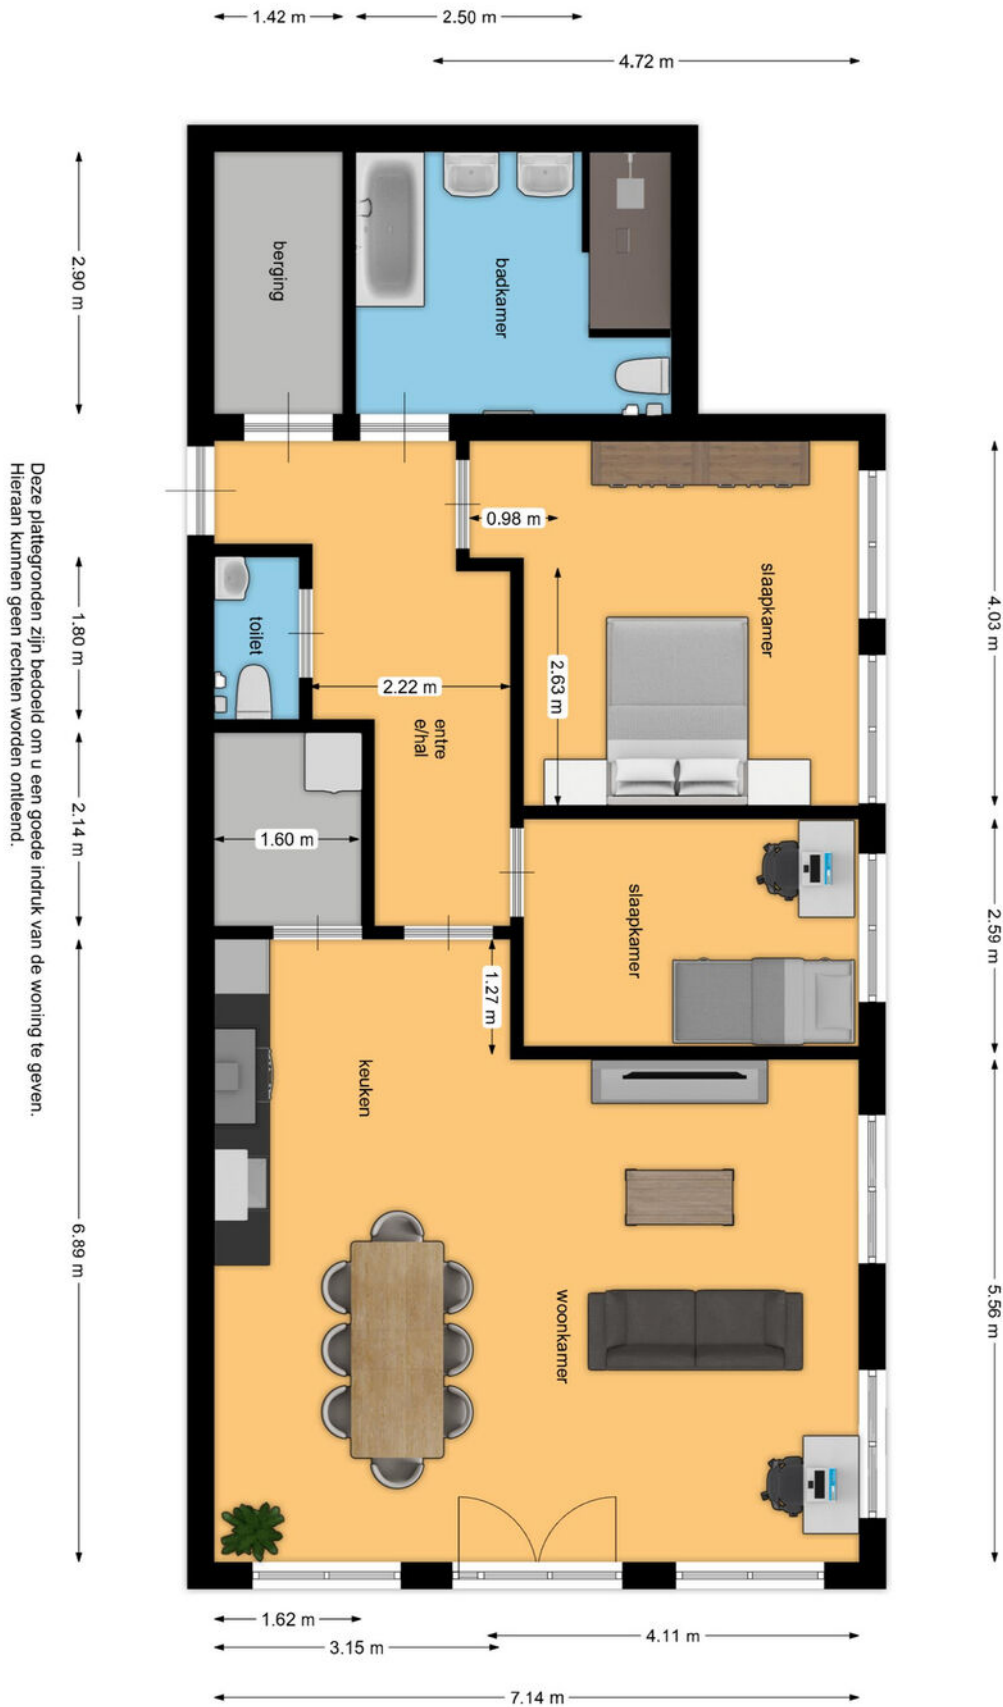 1.42 m
2.50 m
4.72 m
berging
badkamer
2.90 m
0.98 m
slaapkamer
4.03 m
1.80 m
toilet
2.22 m
2.63 m
entre
e/hal
2.14 m
1.60 m
slaapkamer
2.59 m
1.27 m
keuken
6.89 m
woonkamer
5.56 m
1.62 m
3.15 m
4.11 m
7.14 m
Deze plattegronden zijn bedoeld om u een goede indruk van de woning te geven.
Hieraan kunnen geen rechten worden ontleend.